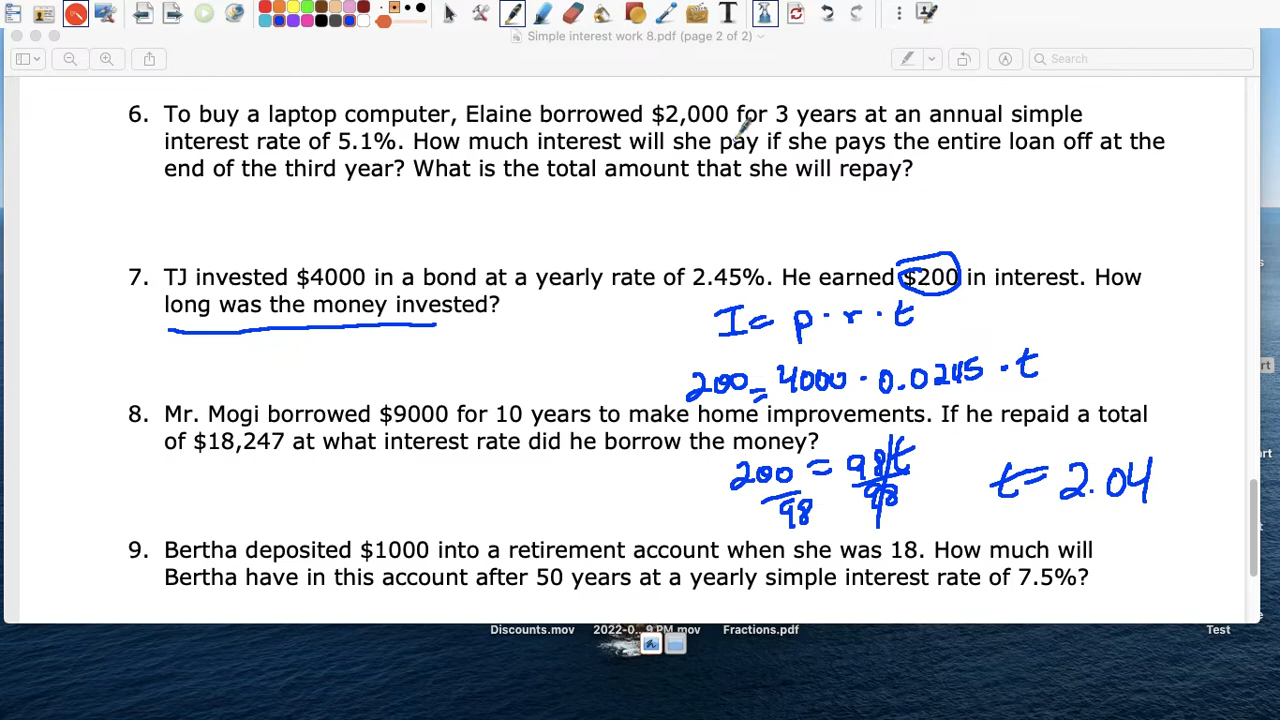 Simple interest work 8.pdf (page 2 of 2)
Search
6. To buy a laptop computer, Elaine borrowed $2,000 for 3 years at an annual simple
interest rate of 5.1%. How much interest will she pay if she pays the entire loan off at the
end of the third year? What is the total amount that she will repay?
7. TJ invested $4000 in a bond at a yearly rate of 2.45%. He earned $200 in interest. How
long was the money invested?
I = p · r · t
200 = 4000 · 0.0245 · t
8. Mr. Mogi borrowed $9000 for 10 years to make home improvements. If he repaid a total
of $18,247 at what interest rate did he borrow the money?
200 = 98t t = 2.04
98 98
9. Bertha deposited $1000 into a retirement account when she was 18. How much will
Bertha have in this account after 50 years at a yearly simple interest rate of 7.5%?
Discounts.mov 2022-0...9 PM.mov Fractions.pdf Test